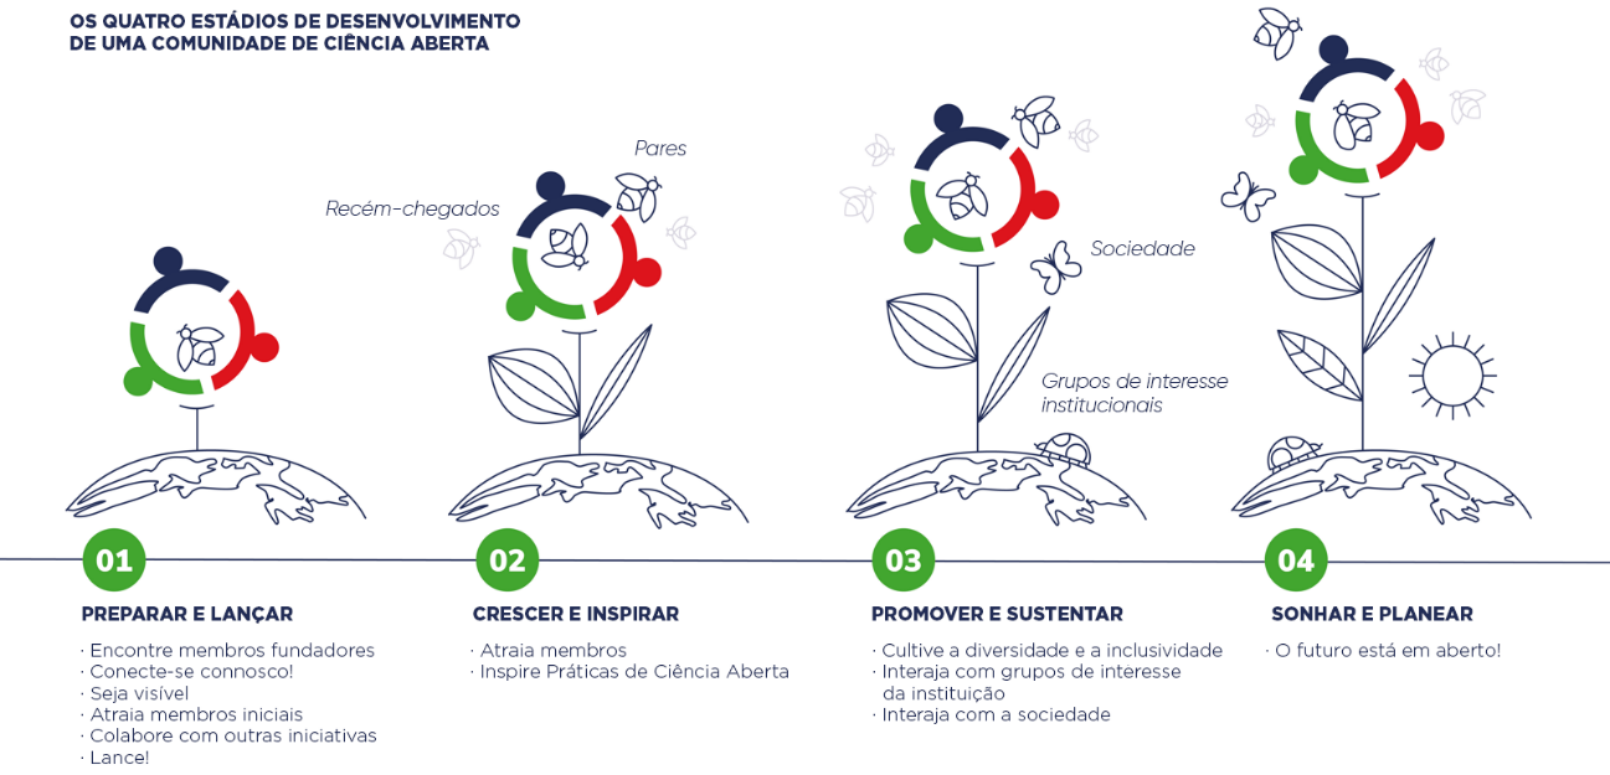 OS QUATRO ESTÁDIOS DE DESENVOLVIMENTO
DE UMA COMUNIDADE DE CIÊNCIA ABERTA
Pares
Recém-chegados
Sociedade
Grupos de interesse
institucionais
01
PREPARAR E LANÇAR
· Encontre membros fundadores
· Conecte-se connosco!
· Seja visível
· Atraia membros iniciais
· Colabore com outras iniciativas
· Lance!
02
CRESCER E INSPIRAR
· Atraia membros
· Inspire Práticas de Ciência Aberta
03
PROMOVER E SUSTENTAR
· Cultive a diversidade e a inclusividade
· Interaja com grupos de interesse
da instituição
· Interaja com a sociedade
04
SONHAR E PLANEAR
· O futuro está em aberto!